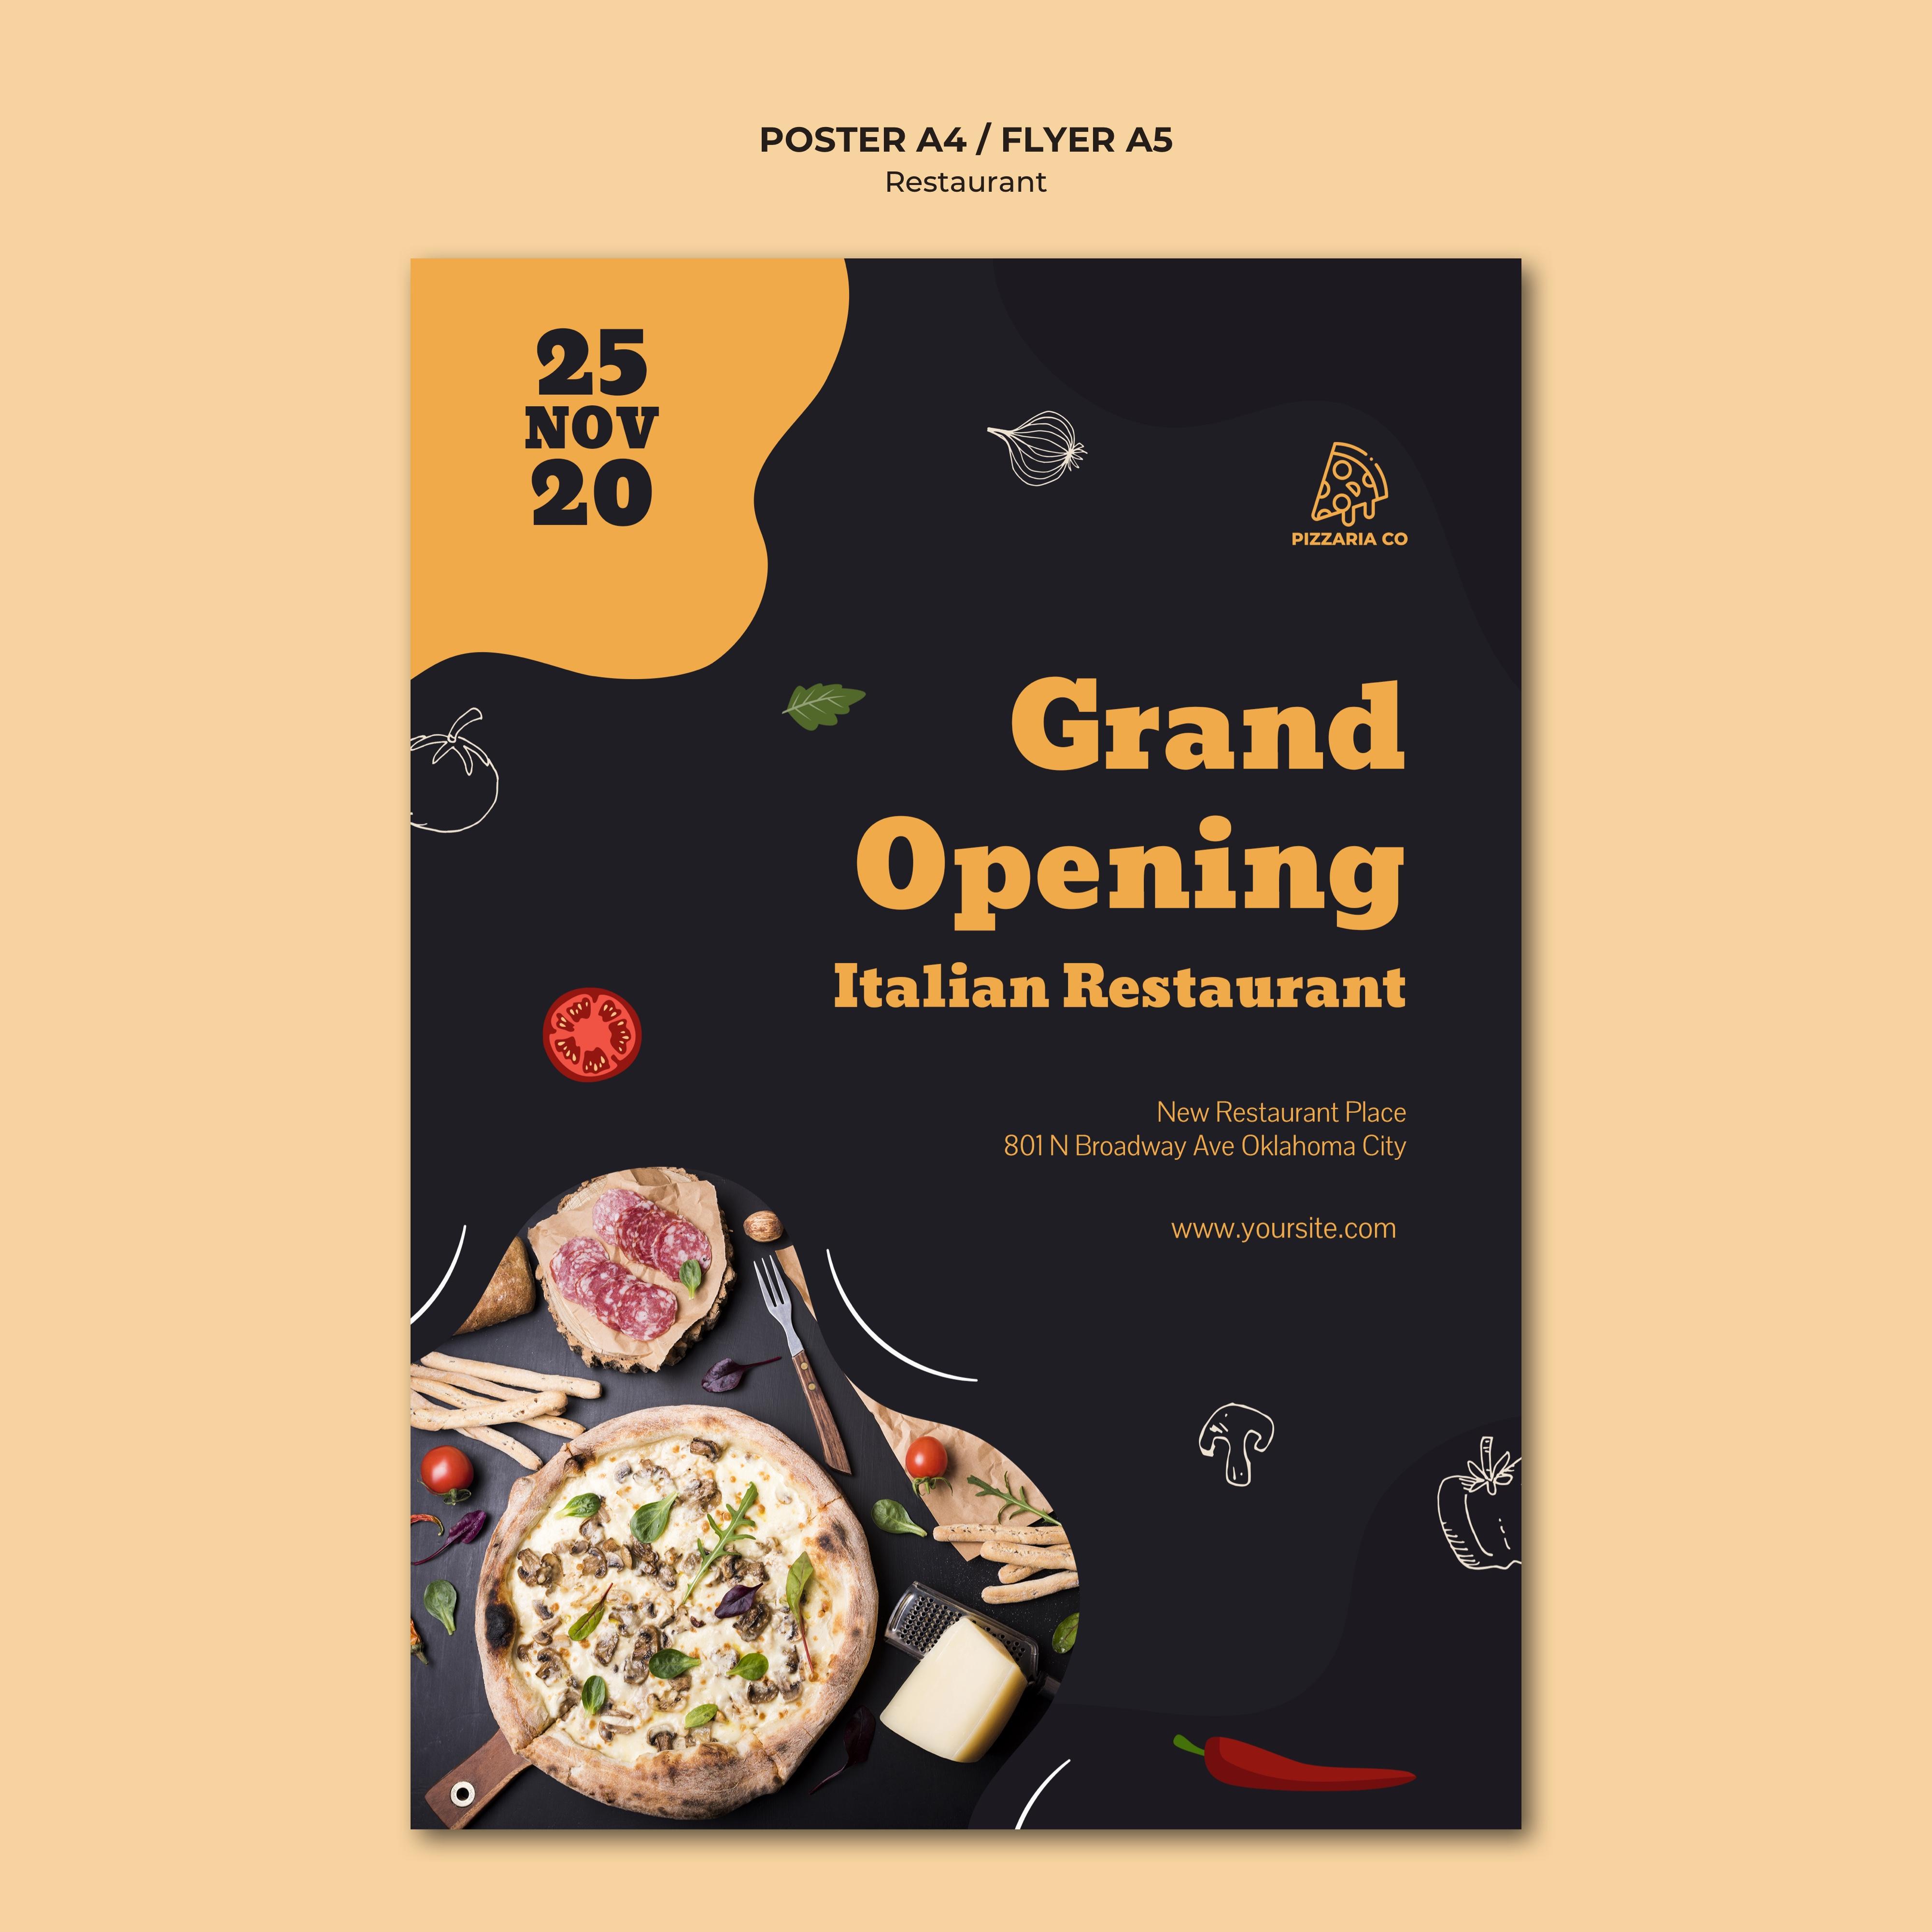 POSTER A4 / FLYER A5
Restaurant
25
NOV
20
PIZZARIA CO
Grand
Opening
Italian Restaurant
New Restaurant Place
801 N Broadway Ave Oklahoma City
www.yoursite.com